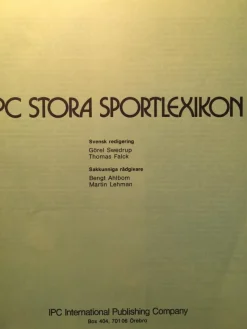 PC STORA SPORTLEXIKON
Svensk redigering
Görel Swedrup
Thomas Falck
Sakkunniga rådgivare
Bengt Ahlbom
Martin Lehman
IPC International Publishing Company
Box 404, 701 06 Örebro